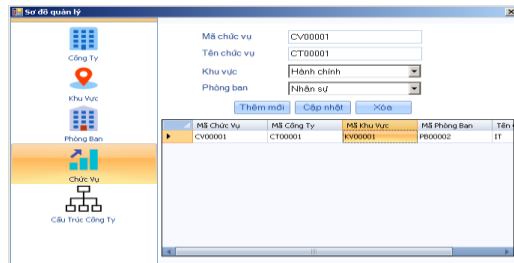 Sơ đồ quản lý
Công Ty
Khu Vực
Phòng Ban
Chức Vụ
Cấu Trúc Công Ty
Mã chức vụ CV00001
Tên chức vụ CT00001
Khu vực Hành chính
Phòng ban Nhân sự
Thêm mới Cập nhật Xóa
Mã Chức Vụ Mã Công Ty Mã Khu Vực Mã Phòng Ban Tên
CV00001 CT00001 KV00001 PB00002 IT